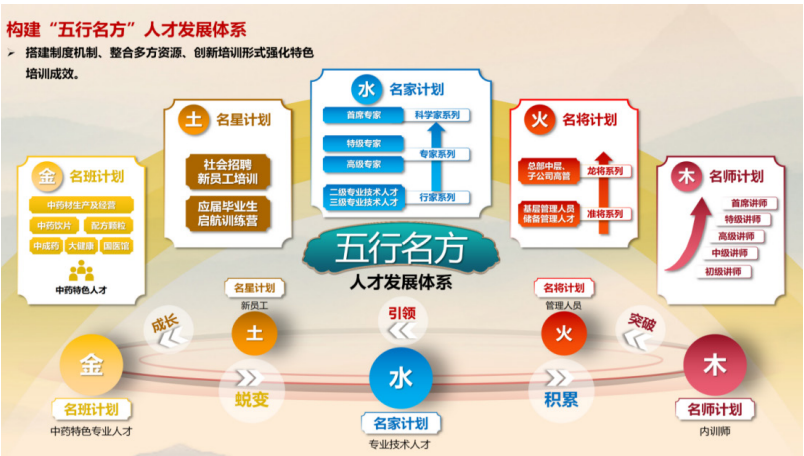 构建“五行名方”人才发展体系
➢ 搭建制度机制、整合多方资源、创新培训形式强化特色
培训成效。
金 名班计划
中药材生产及经营
中药饮片 配方颗粒
中成药 大健康 国医馆
中药特色人才
土 名星计划
社会招聘
新员工培训
应届毕业生
启航训练营
水 名家计划
首席专家 科学家系列
特级专家
专家系列
高级专家
二级专业技术人才
三级专业技术人才
行家系列
火 名将计划
总部中层、
子公司高管
龙将系列
基层管理人员
储备管理人才
准将系列
木 名师计划
首席讲师
特级讲师
高级讲师
中级讲师
初级讲师
五行名方
人才发展体系
名星计划
新员工
土
名将计划
管理人员
火
成长
引领
突破
金
名班计划
中药特色专业人才
蜕变
水
名家计划
专业技术人才
积累
木
名师计划
内训师